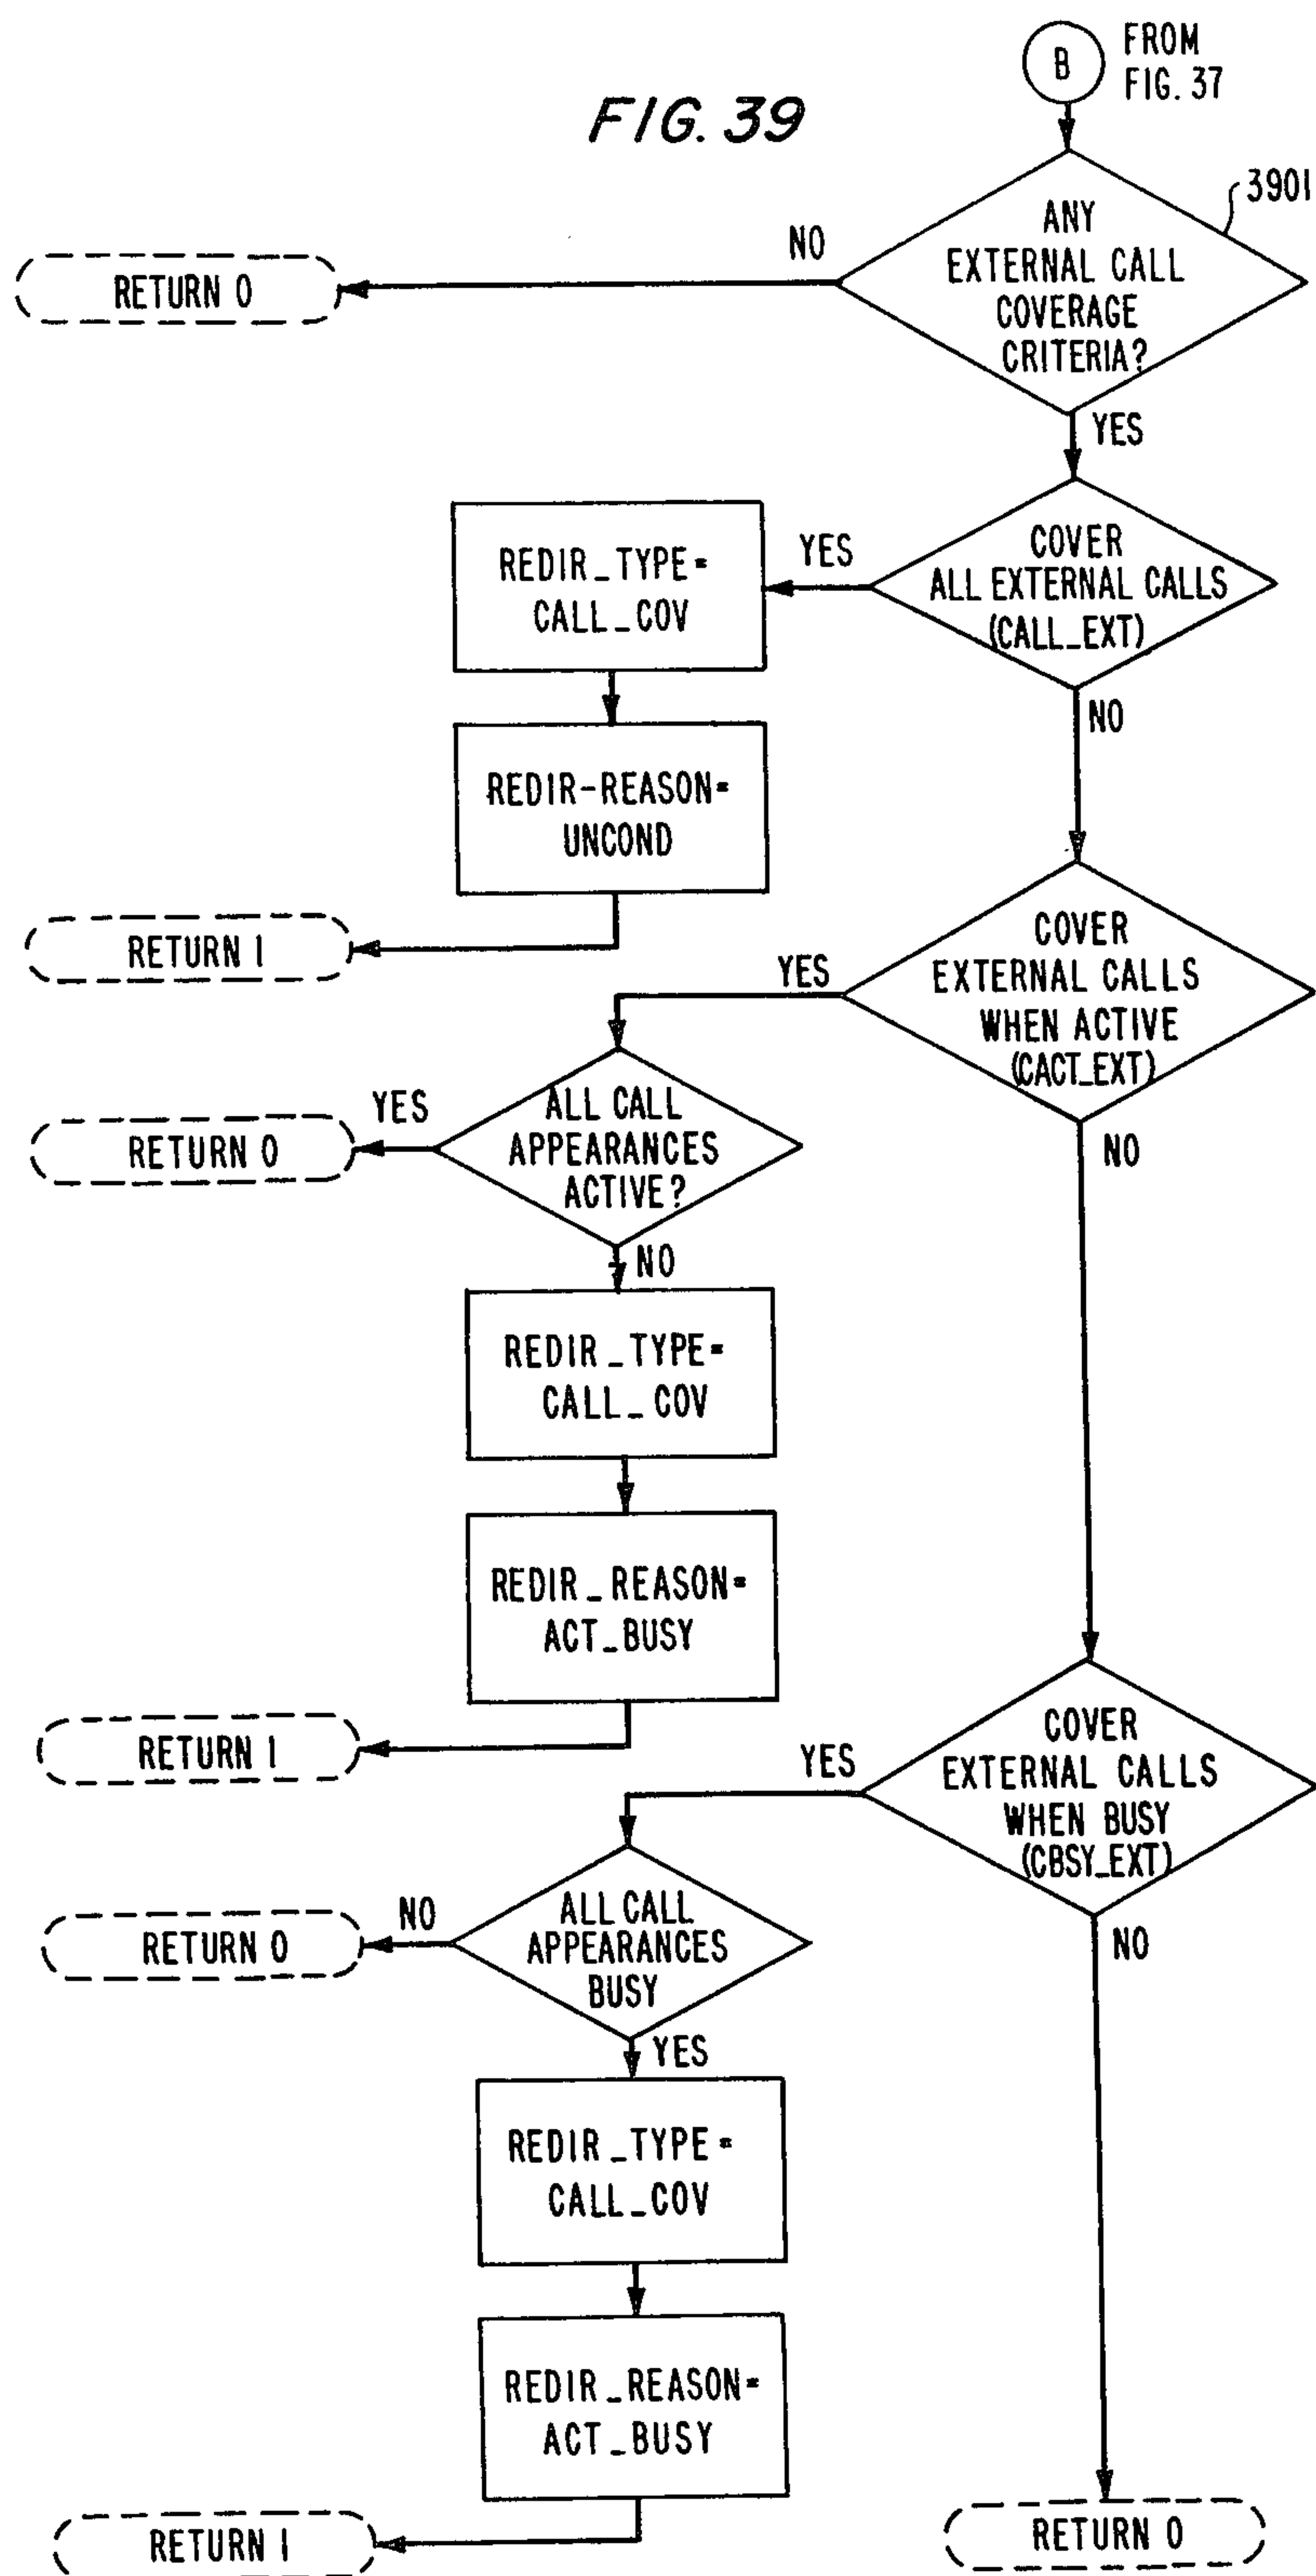 FIG. 39
B
FROM
FIG. 37
3901
ANY
EXTERNAL CALL
COVERAGE
CRITERIA?
NO
RETURN 0
YES
COVER
ALL EXTERNAL CALLS
(CALL_EXT)
YES
REDIR_TYPE=
CALL_COV
REDIR-REASON=
UNCOND
RETURN 1
NO
COVER
EXTERNAL CALLS
WHEN ACTIVE
(CACT_EXT)
YES
ALL CALL
APPEARANCES
ACTIVE?
YES
RETURN 0
NO
REDIR_TYPE=
CALL_COV
REDIR_REASON=
ACT_BUSY
RETURN 1
NO
COVER
EXTERNAL CALLS
WHEN BUSY
(CBSY_EXT)
YES
ALL CALL
APPEARANCES
BUSY
NO
RETURN 0
YES
REDIR_TYPE=
CALL_COV
REDIR_REASON=
ACT_BUSY
RETURN 1
NO
RETURN 0